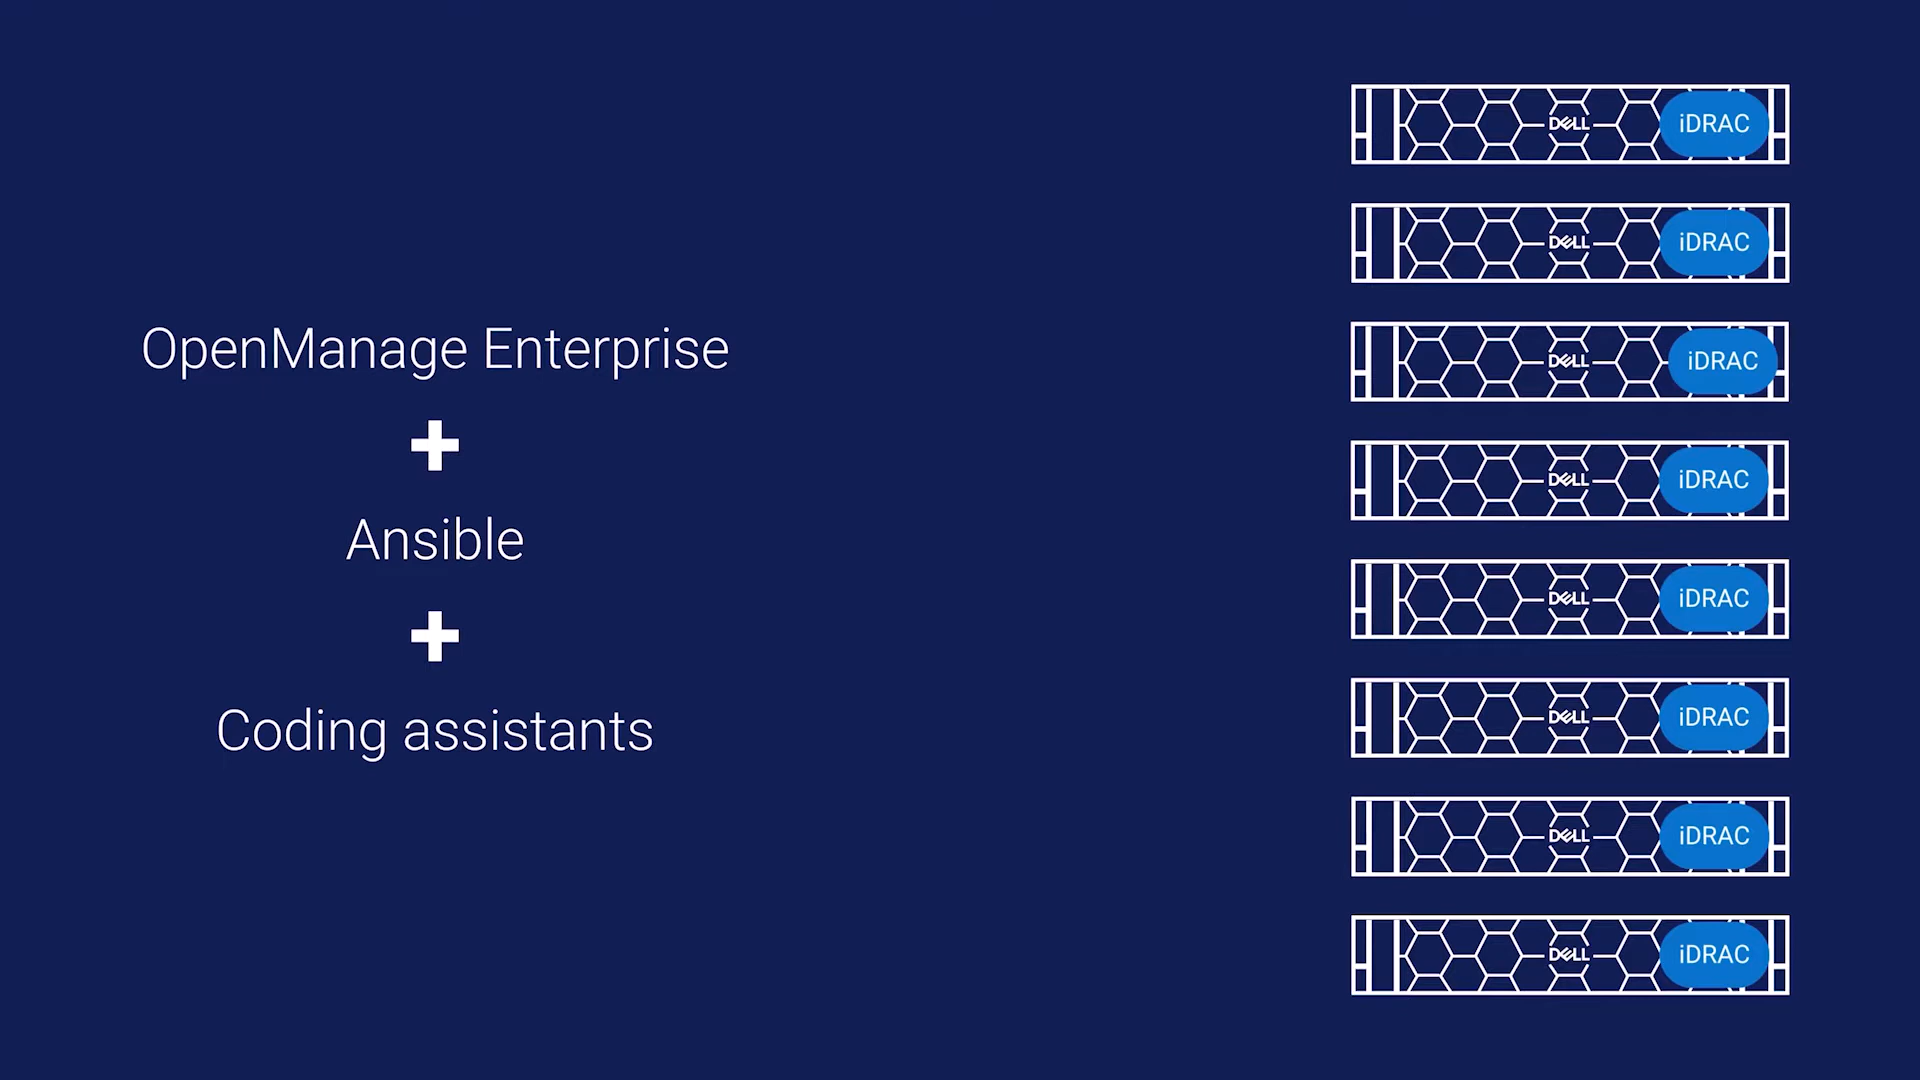 OpenManage Enterprise
+
Ansible
+
Coding assistants
DELL iDRAC
DELL iDRAC
DELL iDRAC
DELL iDRAC
DELL iDRAC
DELL iDRAC
DELL iDRAC
DELL iDRAC